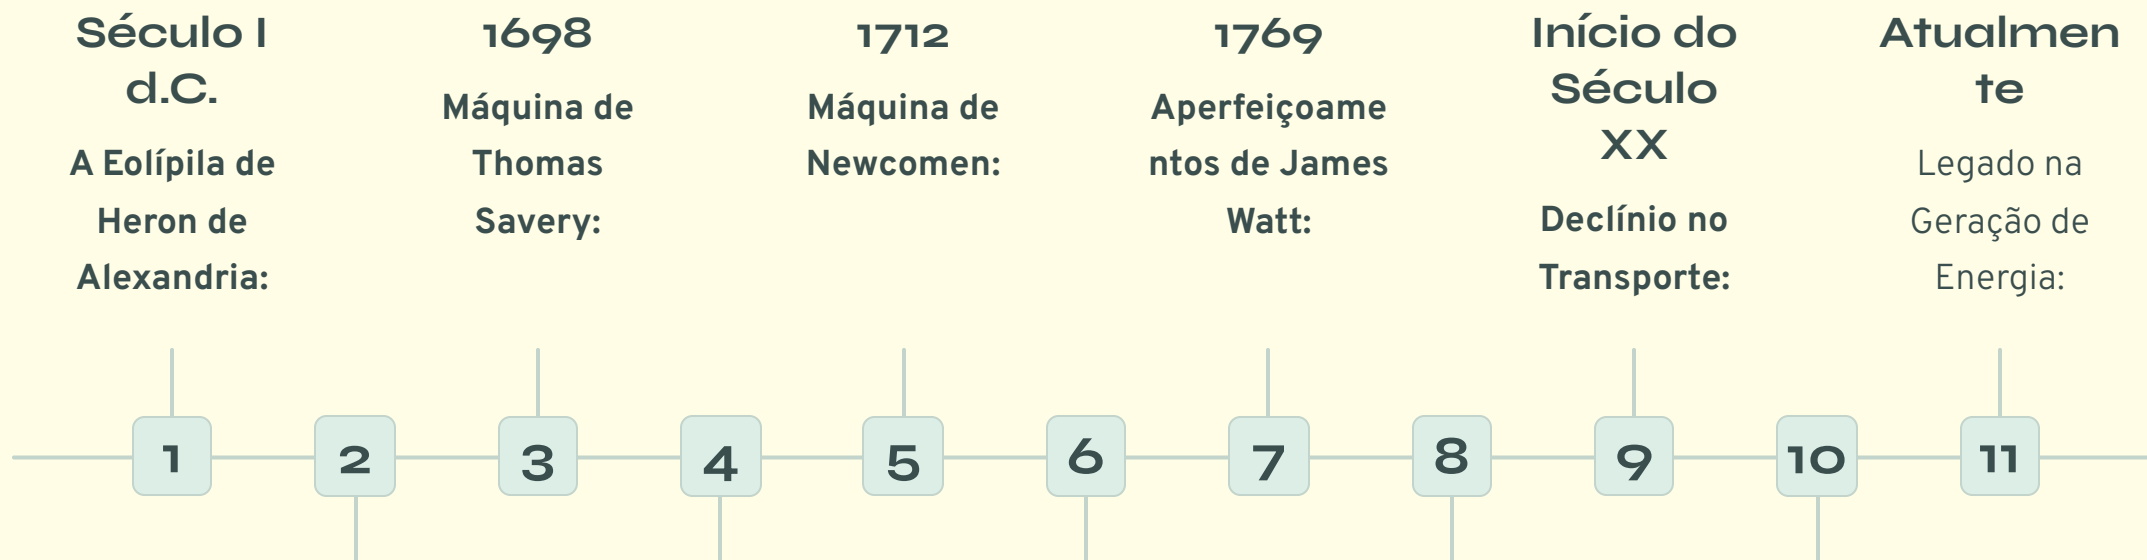 Século I
d.C.
A Eolípila de
Heron de
Alexandria:
1698
Máquina de
Thomas
Savery:
1712
Máquina de
Newcomen:
1769
Aperfeiçoame
ntos de James
Watt:
Início do
Século
XX
Declínio no
Transporte:
Atualmen
te
Legado na
Geração de
Energia:
1
2
3
4
5
6
7
8
9
10
11